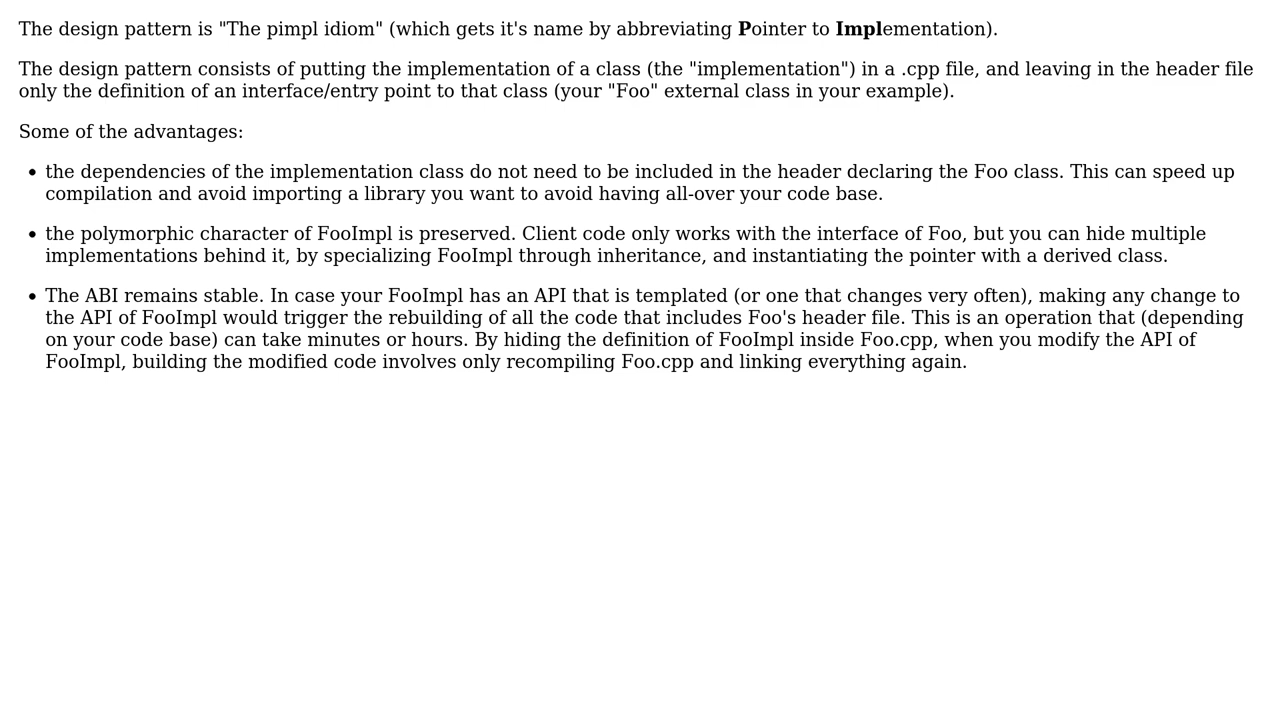 The design pattern is "The pimpl idiom" (which gets it's name by abbreviating Pointer to Implementation).
The design pattern consists of putting the implementation of a class (the "implementation") in a .cpp file, and leaving in the header file
only the definition of an interface/entry point to that class (your "Foo" external class in your example).
Some of the advantages:
• the dependencies of the implementation class do not need to be included in the header declaring the Foo class. This can speed up
compilation and avoid importing a library you want to avoid having all-over your code base.
• the polymorphic character of FooImpl is preserved. Client code only works with the interface of Foo, but you can hide multiple
implementations behind it, by specializing FooImpl through inheritance, and instantiating the pointer with a derived class.
• The ABI remains stable. In case your FooImpl has an API that is templated (or one that changes very often), making any change to
the API of FooImpl would trigger the rebuilding of all the code that includes Foo's header file. This is an operation that (depending
on your code base) can take minutes or hours. By hiding the definition of FooImpl inside Foo.cpp, when you modify the API of
FooImpl, building the modified code involves only recompiling Foo.cpp and linking everything again.